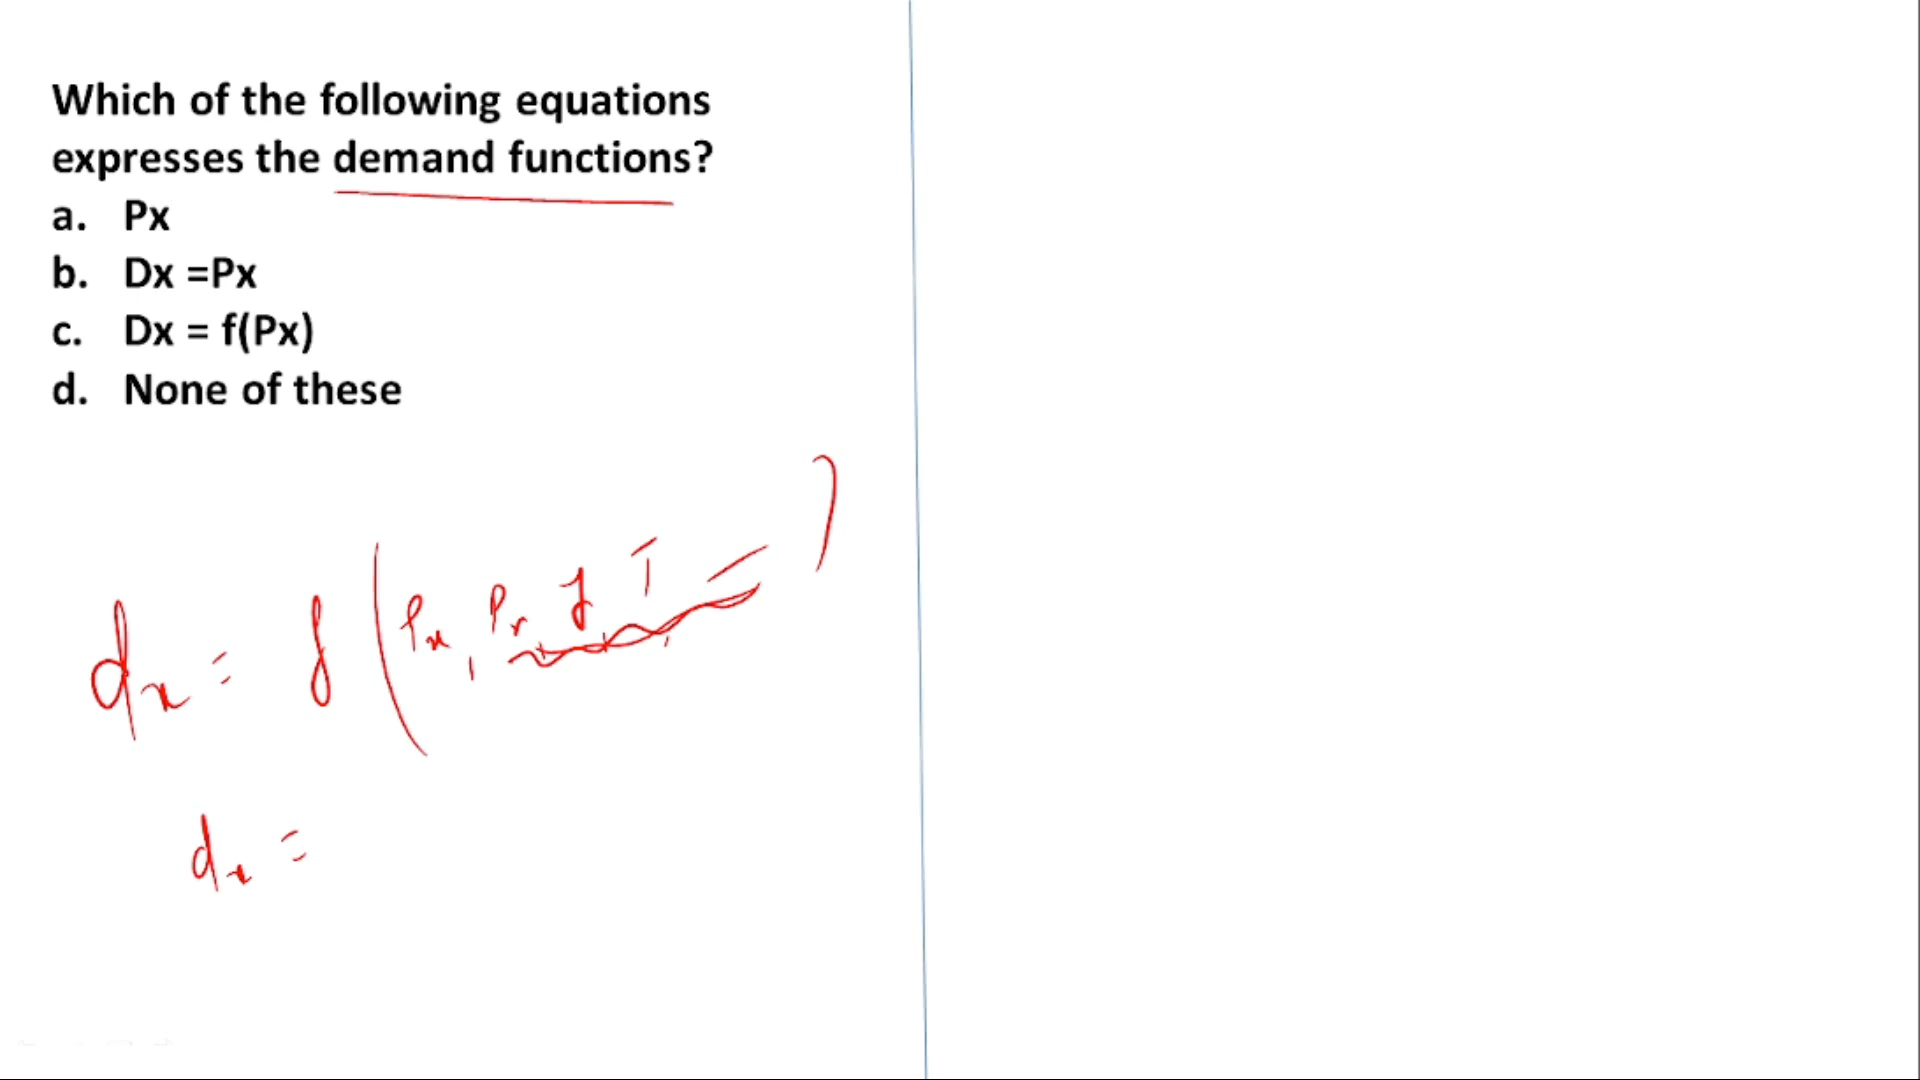 Which of the following equations
expresses the demand functions?
a. Px
b. Dx =Px
c. Dx = f(Px)
d. None of these
dx = f(Px, Pr, y, T, –)
dx =